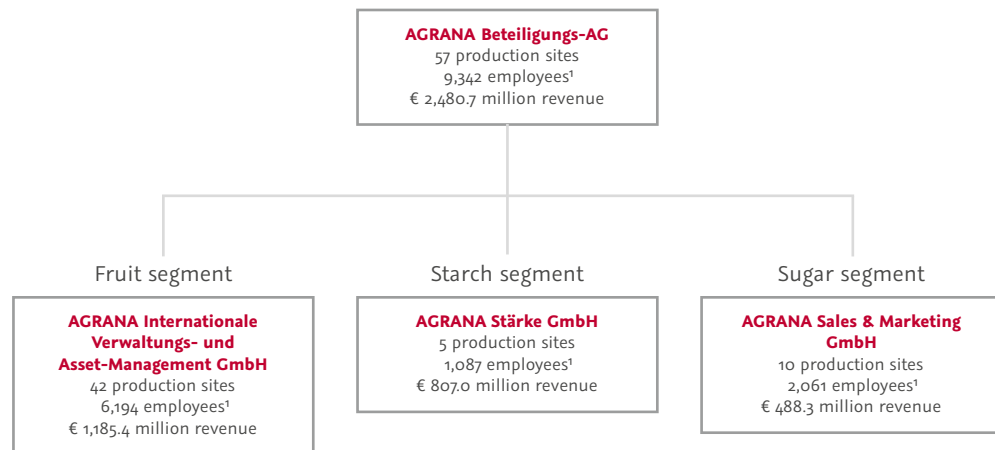 AGRANA Beteiligungs-AG
57 production sites
9,342 employees¹
€ 2,480.7 million revenue
Fruit segment
AGRANA Internationale
Verwaltungs- und
Asset-Management GmbH
42 production sites
6,194 employees¹
€ 1,185.4 million revenue
Starch segment
AGRANA Stärke GmbH
5 production sites
1,087 employees¹
€ 807.0 million revenue
Sugar segment
AGRANA Sales & Marketing
GmbH
10 production sites
2,061 employees¹
€ 488.3 million revenue